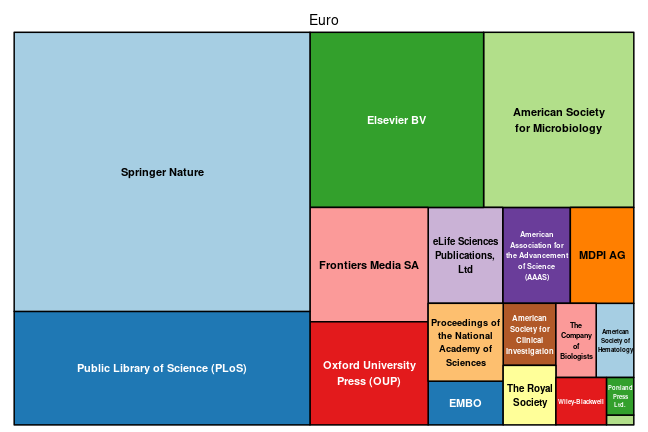 Euro
Springer Nature
Elsevier BV
American Society
for Microbiology
Frontiers Media SA
eLife Sciences
Publications,
Ltd
American
Association for
the Advancement
of Science
(AAAS)
MDPI AG
Public Library of Science (PLoS)
Oxford University
Press (OUP)
Proceedings of
the National
Academy of
Sciences
EMBO
American
Society for
Clinical
Investigation
The
Company
of
Biologists
American
Society of
Hematology
The Royal
Society
Wiley-Blackwell
Portland
Press
Ltd.